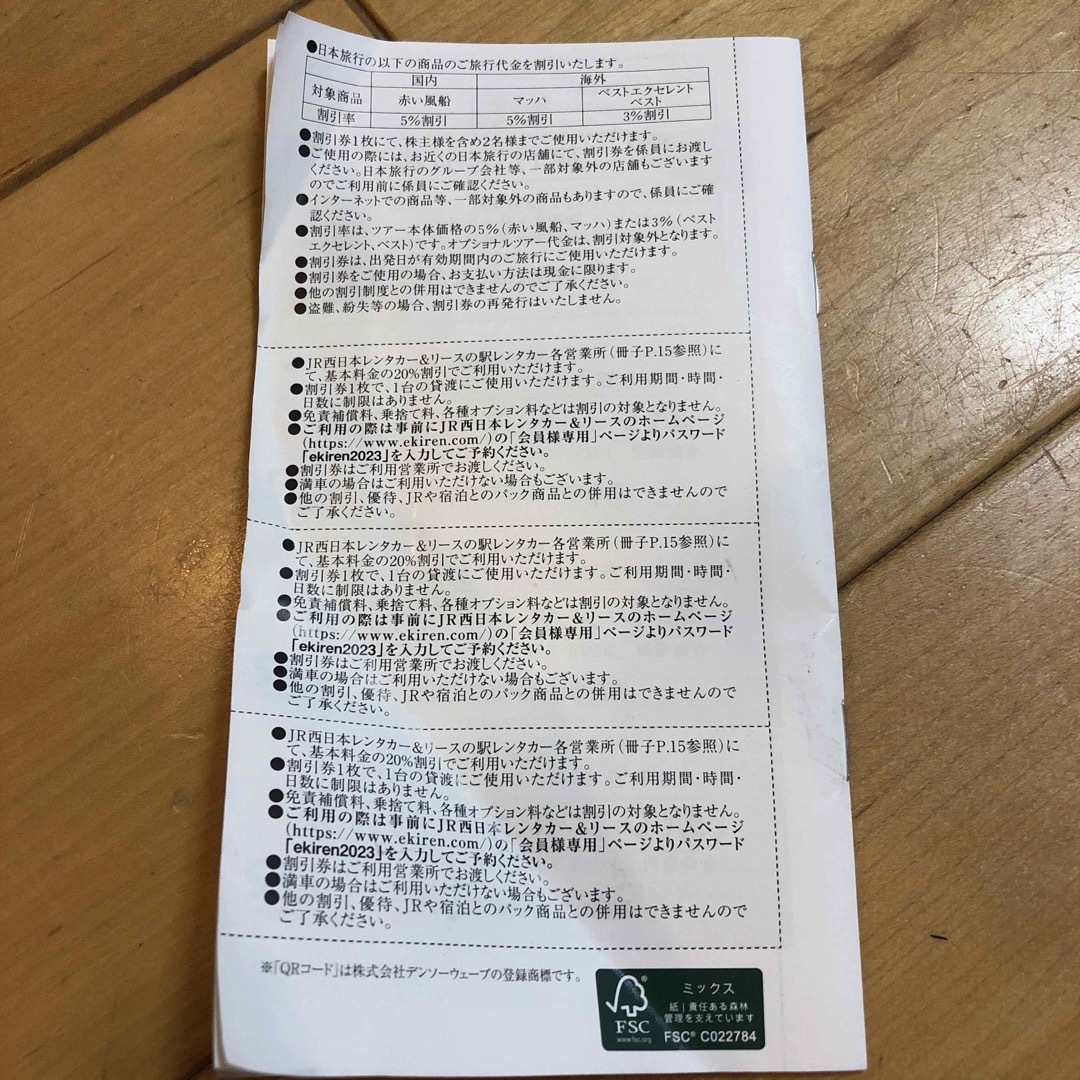 ●日本旅行の以下の商品のご旅行代金を割引いたします。
国内 海外
対象商品 赤い風船 マッハ ベストエクセレント
ベスト
割引率 5%割引 5%割引 3%割引
●割引券1枚にて、株主様を含め2名様までご使用いただけます。
●ご使用の際には、お近くの日本旅行の店舗にて、割引券を係員にお渡し
ください。日本旅行のグループ会社等、一部対象外の店舗もございます
のでご利用前に係員にご確認ください。
●インターネットでの商品等、一部対象外の商品もありますので、係員にご確
認ください。
●割引率は、ツアー本体価格の5%(赤い風船、マッハ)または3%(ベスト
エクセレント、ベスト)です。オプショナルツアー代金は、割引対象外となります。
●割引券は、出発日が有効期間内のご旅行にご使用いただけます。
●割引券をご使用の場合、お支払い方法は現金に限ります。
●他の割引制度との併用はできませんのでご了承ください。
●盗難、紛失等の場合、割引券の再発行はいたしません。
●JR西日本レンタカー&リースの駅レンタカー各営業所(冊子P.15参照)に
て、基本料金の20%割引でご利用いただけます。
●割引券1枚で、1台の貸渡にご使用いただけます。ご利用期間・時間・
日数に制限はありません。
●免責補償料、乗捨て料、各種オプション料などは割引の対象となりません。
●ご利用の際は事前にJR西日本レンタカー&リースのホームページ
(https://www.ekiren.com/)の「会員様専用」ページよりパスワード
「ekiren2023」を入力してご予約ください。
●割引券はご利用営業所でお渡しください。
●満車の場合はご利用いただけない場合もございます。
●他の割引、優待、JRや宿泊とのパック商品との併用はできませんので
ご了承ください。
●JR西日本レンタカー&リースの駅レンタカー各営業所(冊子P.15参照)に
て、基本料金の20%割引でご利用いただけます。
●割引券1枚で、1台の貸渡にご使用いただけます。ご利用期間・時間・
日数に制限はありません。
●免責補償料、乗捨て料、各種オプション料などは割引の対象となりません。
●ご利用の際は事前にJR西日本レンタカー&リースのホームページ
(https://www.ekiren.com/)の「会員様専用」ページよりパスワード
「ekiren2023」を入力してご予約ください。
●割引券はご利用営業所でお渡しください。
●満車の場合はご利用いただけない場合もございます。
●他の割引、優待、JRや宿泊とのパック商品との併用はできませんので
ご了承ください。
●JR西日本レンタカー&リースの駅レンタカー各営業所(冊子P.15参照)に
て、基本料金の20%割引でご利用いただけます。
●割引券1枚で、1台の貸渡にご使用いただけます。ご利用期間・時間・
日数に制限はありません。
●免責補償料、乗捨て料、各種オプション料などは割引の対象となりません。
●ご利用の際は事前にJR西日本レンタカー&リースのホームページ
(https://www.ekiren.com/)の「会員様専用」ページよりパスワード
「ekiren2023」を入力してご予約ください。
●割引券はご利用営業所でお渡しください。
●満車の場合はご利用いただけない場合もございます。
●他の割引、優待、JRや宿泊とのパック商品との併用はできませんので
ご了承ください。
※「QRコード」は株式会社デンソーウェーブの登録商標です。
FSC
www.fsc.org
ミックス
紙|責任ある森林
管理を支えています
FSC® C022784